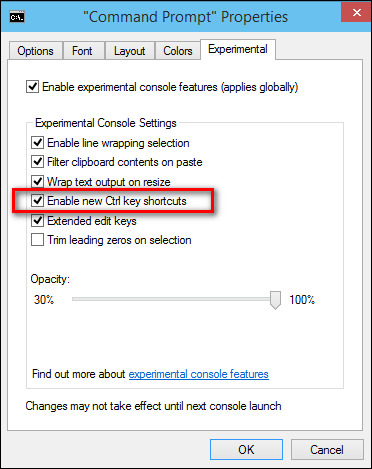 "Command Prompt" Properties
Options Font Layout Colors Experimental
Enable experimental console features (applies globally)
Experimental Console Settings
Enable line wrapping selection
Filter clipboard contents on paste
Wrap text output on resize
Enable new Ctrl key shortcuts
Extended edit keys
Trim leading zeros on selection
Opacity:
30% 100%
Find out more about experimental console features
Changes may not take effect until next console launch
OK Cancel